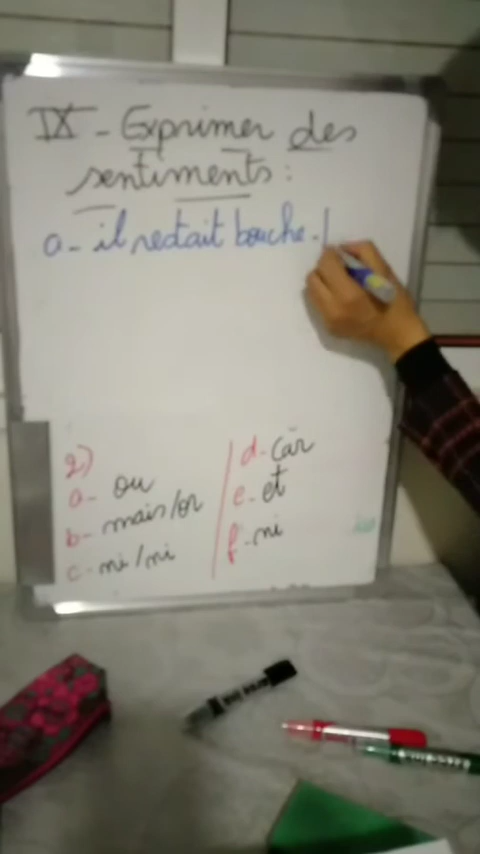 IX - Exprimer des
sentiments :
a - il restait bouche - b
2)
a - ou
b - mais/or
c - ni/ni
d - car
e - et
f - ni